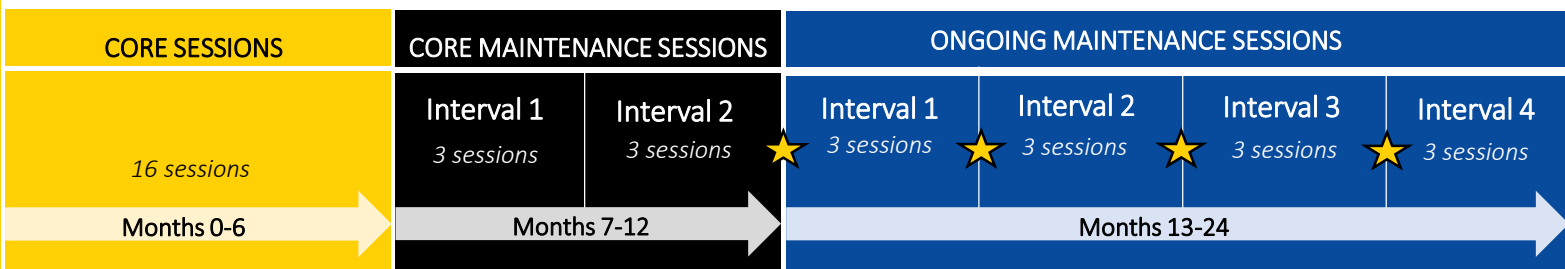 CORE SESSIONS
CORE MAINTENANCE SESSIONS
ONGOING MAINTENANCE SESSIONS
16 sessions
Interval 1
3 sessions
Interval 2
3 sessions
Interval 1
3 sessions
Interval 2
3 sessions
Interval 3
3 sessions
Interval 4
3 sessions
Months 0-6
Months 7-12
Months 13-24